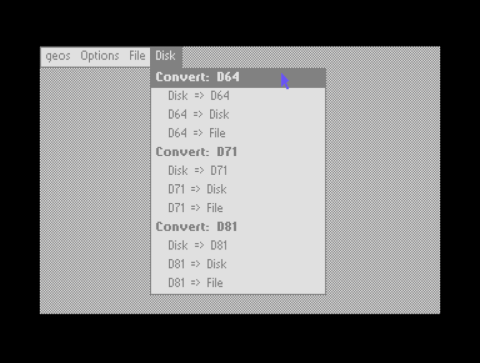 geos Options File Disk
Convert: D64
Disk => D64
D64 => Disk
D64 => File
Convert: D71
Disk => D71
D71 => Disk
D71 => File
Convert: D81
Disk => D81
D81 => Disk
D81 => File